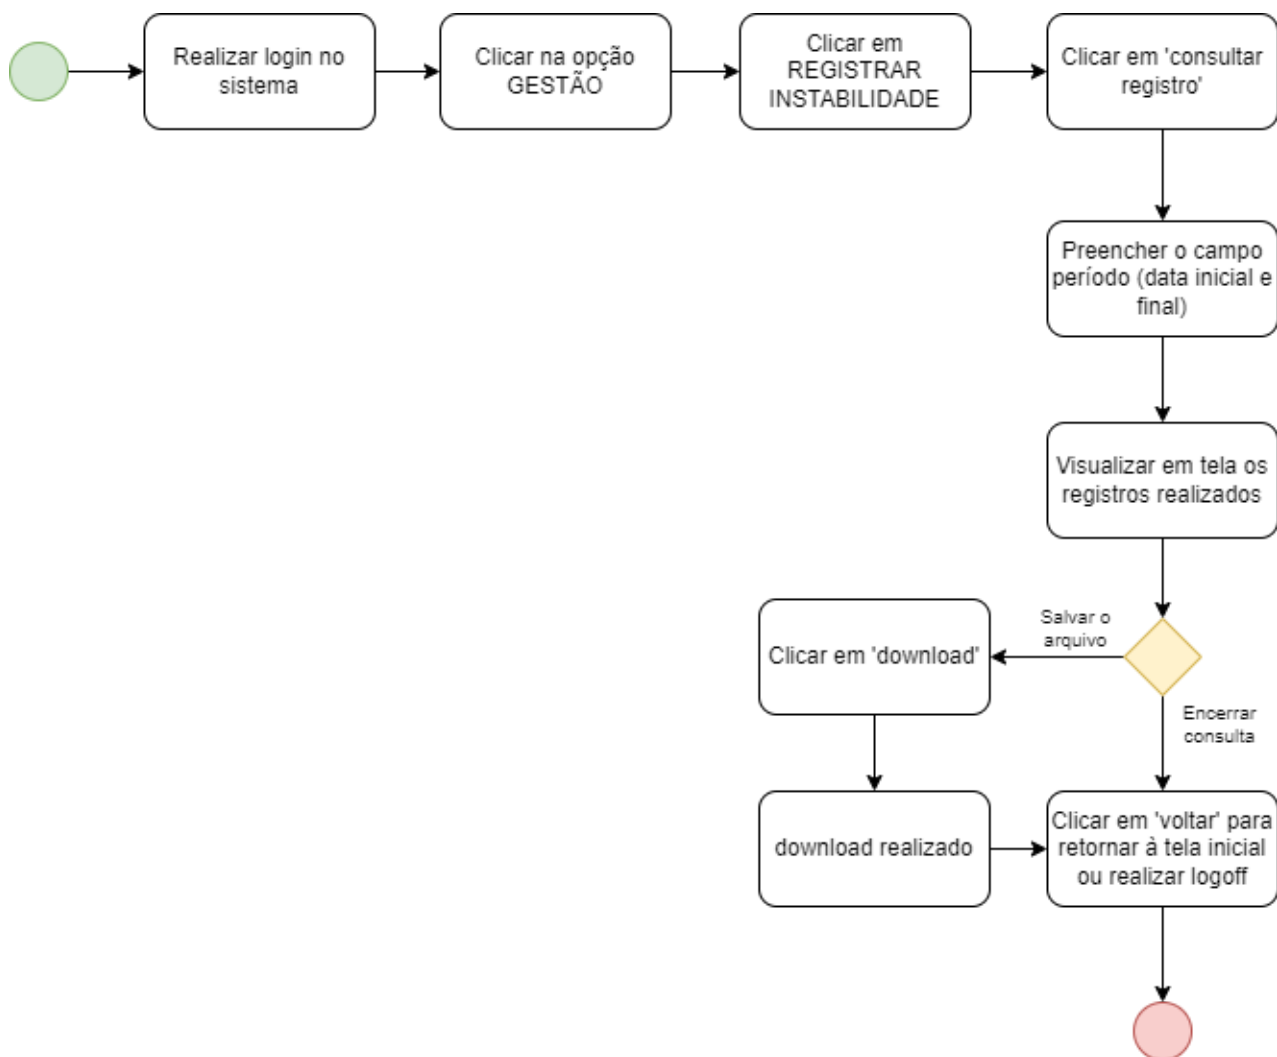 Realizar login no
sistema
Clicar na opção
GESTÃO
Clicar em
REGISTRAR
INSTABILIDADE
Clicar em 'consultar
registro'
Preencher o campo
período (data inicial e
final)
Visualizar em tela os
registros realizados
Salvar o
arquivo
Clicar em 'download'
Encerrar
consulta
download realizado
Clicar em 'voltar' para
retornar à tela inicial
ou realizar logoff